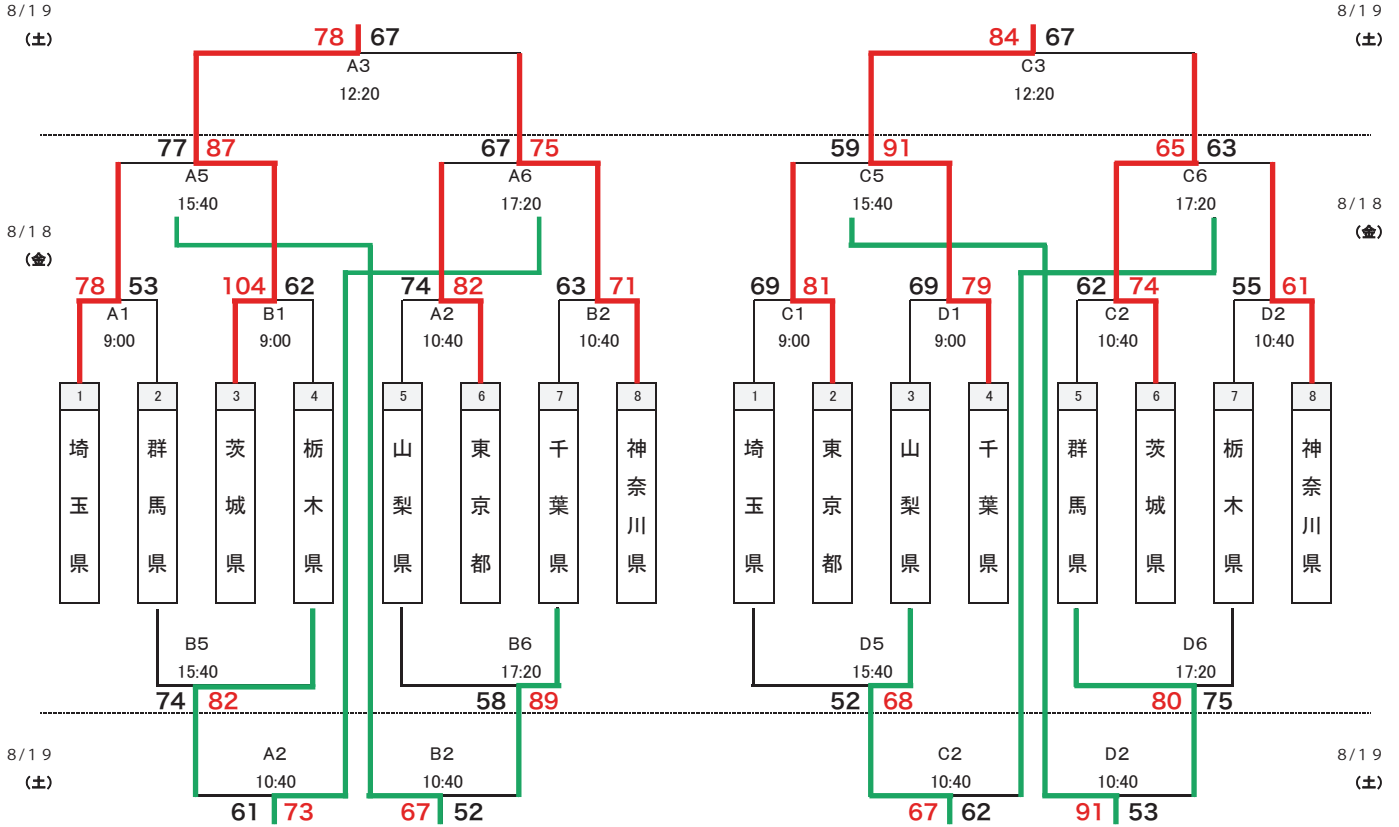 8/19 8/19
(土) 78 67 84 67 (土)
A3 C3
12:20 12:20
77 87 67 75 59 91 65 63
A5 A6 C5 C6
15:40 17:20 15:40 17:20
8/18 8/18
(金) (金)
78 53 104 62 74 82 63 71 69 81 69 79 62 74 55 61
A1 B1 A2 B2 C1 D1 C2 D2
9:00 9:00 10:40 10:40 9:00 9:00 10:40 10:40
1 2 3 4 5 6 7 8 1 2 3 4 5 6 7 8
埼玉県
群馬県
茨城県
栃木県
山梨県
東京都
千葉県
神奈川県
埼玉県
東京都
山梨県
千葉県
群馬県
茨城県
栃木県
神奈川県
B5 B6 D5 D6
15:40 17:20 15:40 17:20
74 82 58 89 52 68 80 75
8/19 A2 B2 C2 D2 8/19
(土) 10:40 10:40 10:40 10:40 (土)
61 73 67 52 67 62 91 53